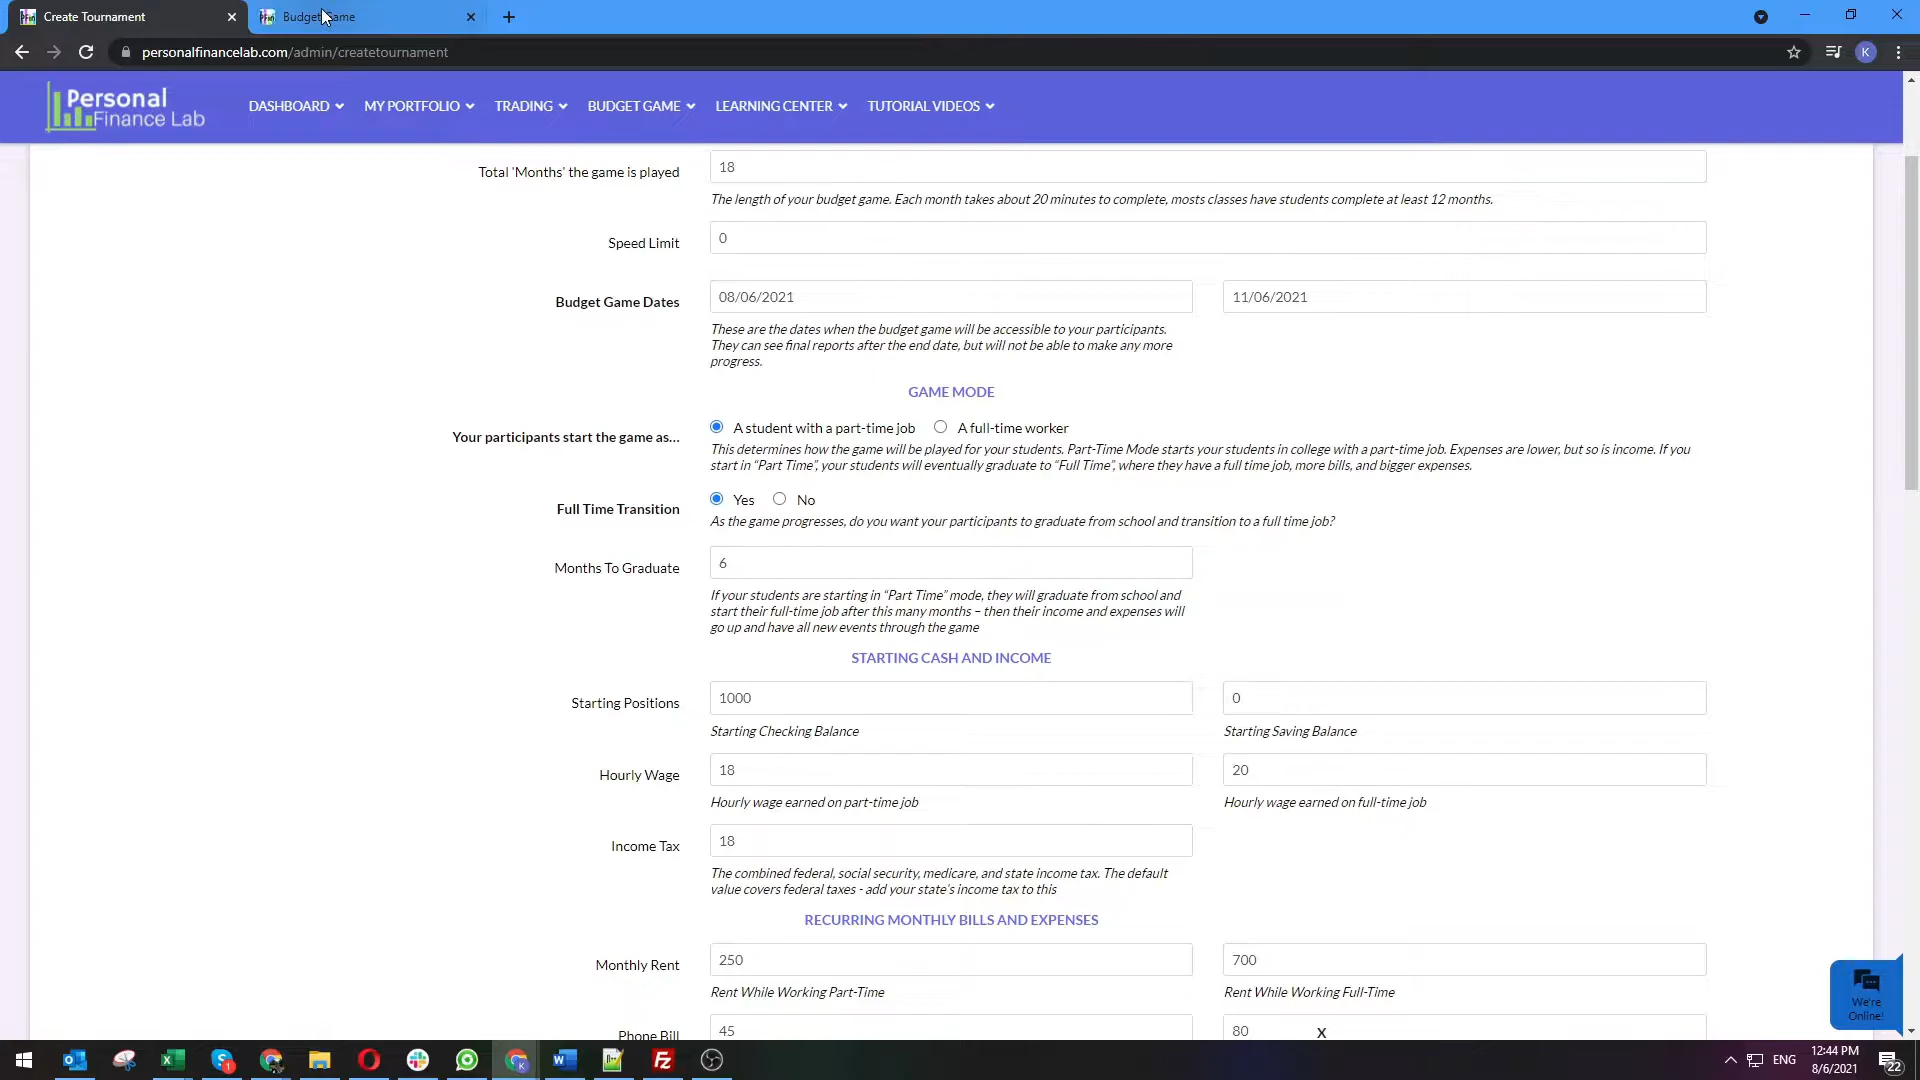 Create Tournament
Budget Game
personalfinancelab.com/admin/createtournament
K
Personal
Finance Lab
DASHBOARD
MY PORTFOLIO
TRADING
BUDGET GAME
LEARNING CENTER
TUTORIAL VIDEOS
Total 'Months' the game is played
18
The length of your budget game. Each month takes about 20 minutes to complete, mosts classes have students complete at least 12 months.
Speed Limit
0
Budget Game Dates
08/06/2021
11/06/2021
These are the dates when the budget game will be accessible to your participants.
They can see final reports after the end date, but will not be able to make any more
progress.
GAME MODE
Your participants start the game as...
A student with a part-time job
A full-time worker
This determines how the game will be played for your students. Part-Time Mode starts your students in college with a part-time job. Expenses are lower, but so is income. If you
start in “Part Time”, your students will eventually graduate to “Full Time”, where they have a full time job, more bills, and bigger expenses.
Full Time Transition
Yes
No
As the game progresses, do you want your participants to graduate from school and transition to a full time job?
Months To Graduate
6
If your students are starting in “Part Time” mode, they will graduate from school and
start their full-time job after this many months – then their income and expenses will
go up and have all new events through the game
STARTING CASH AND INCOME
Starting Positions
1000
0
Starting Checking Balance
Starting Saving Balance
Hourly Wage
18
20
Hourly wage earned on part-time job
Hourly wage earned on full-time job
Income Tax
18
The combined federal, social security, medicare, and state income tax. The default
value covers federal taxes - add your state's income tax to this
RECURRING MONTHLY BILLS AND EXPENSES
Monthly Rent
250
700
Rent While Working Part-Time
Rent While Working Full-Time
Phone Bill
45
80
X
We're
Online!
ENG
12:44 PM
8/6/2021
22